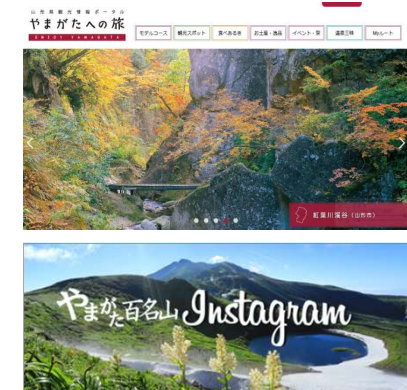 山形県観光情報ポータル
やまがたへの旅
ENJOY YAMAGATA
モデルコース
観光スポット
食べあるき
お土産・逸品
イベント・祭
温泉三昧
Myルート
紅葉川渓谷（山形市）
やまがた百名山 Instagram